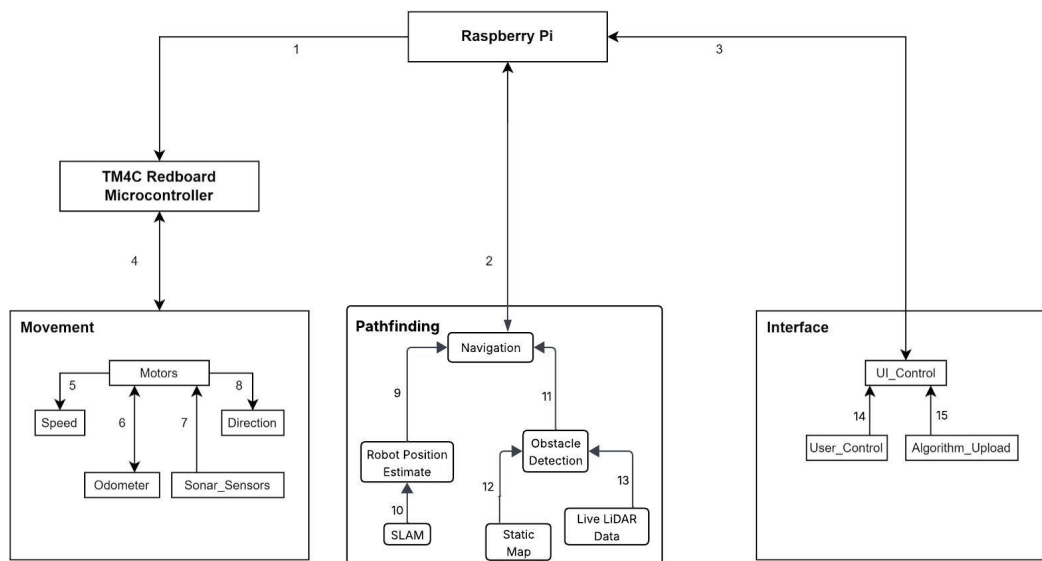 Raspberry Pi
1
3
TM4C Redboard
Microcontroller
4
2
Movement
Motors
5
8
6
7
Speed
Direction
Odometer
Sonar_Sensors
Pathfinding
Navigation
9
11
Robot Position
Estimate
Obstacle
Detection
10
12
13
SLAM
Static
Map
Live LiDAR
Data
Interface
UI_Control
14
15
User_Control
Algorithm_Upload